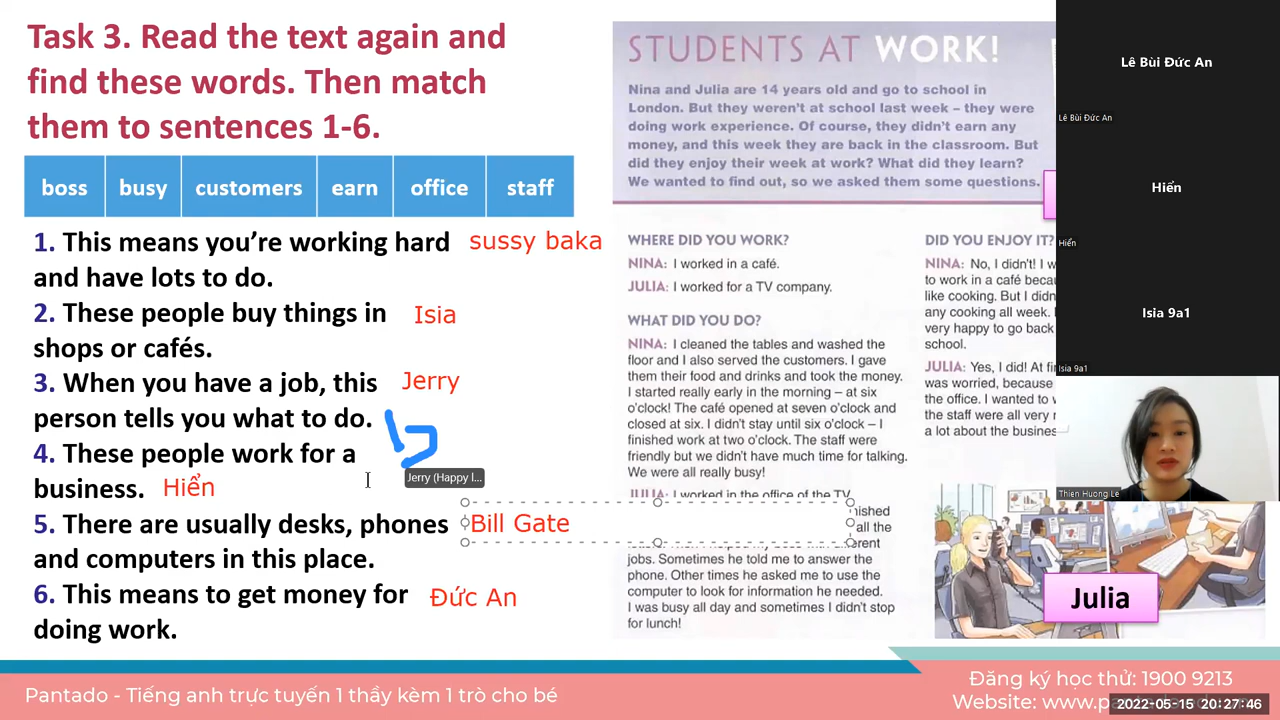 Task 3. Read the text again and
find these words. Then match
them to sentences 1-6.
boss busy customers earn office staff
1. This means you're working hard sussy baka
and have lots to do.
2. These people buy things in Isia
shops or cafés.
3. When you have a job, this Jerry
person tells you what to do.
4. These people work for a
business. Hiển
Jerry (Happy l...
5. There are usually desks, phones Bill Gate
and computers in this place.
6. This means to get money for Đức An
doing work.
STUDENTS AT WORK!
Nina and Julia are 14 years old and go to school in
London. But they weren't at school last week – they were
doing work experience. Of course, they didn't earn any
money, and this week they are back in the classroom. But
did they enjoy their week at work? What did they learn?
We wanted to find out, so we asked them some questions.
WHERE DID YOU WORK?
NINA: I worked in a café.
JULIA: I worked for a TV company.
WHAT DID YOU DO?
NINA: I cleaned the tables and washed the
floor and I also served the customers. I gave
them their food and drinks and took the money.
I started really early in the morning – at six
o'clock! The café opened at seven o'clock and
closed at six. I didn't stay until six o'clock – I
finished work at two o'clock. The staff were
friendly but we didn't have much time for talking.
We were all really busy!
JULIA: I worked in the office of the TV
nished
all the
erent
jobs. Sometimes he told me to answer the
phone. Other times he asked me to use the
computer to look for information he needed.
I was busy all day and sometimes I didn't stop
for lunch!
DID YOU ENJOY IT?
NINA: No, I didn't! I w
to work in a café becau
like cooking. But I didn
any cooking all week. I
very happy to go back
school.
JULIA: Yes, I did! At fi
was worried, because
the office. I wanted to
the staff were all very
a lot about the busines
Julia
Lê Bùi Đức An
Lê Bùi Đức An
Hiển
Hiển
Isia 9a1
Isia 9a1
Thien Huong Le
Pantado - Tiếng anh trực tuyến 1 thầy kèm 1 trò cho bé
Đăng ký học thử: 1900 9213
Website: www.pa
2022-05-15 20:27:46